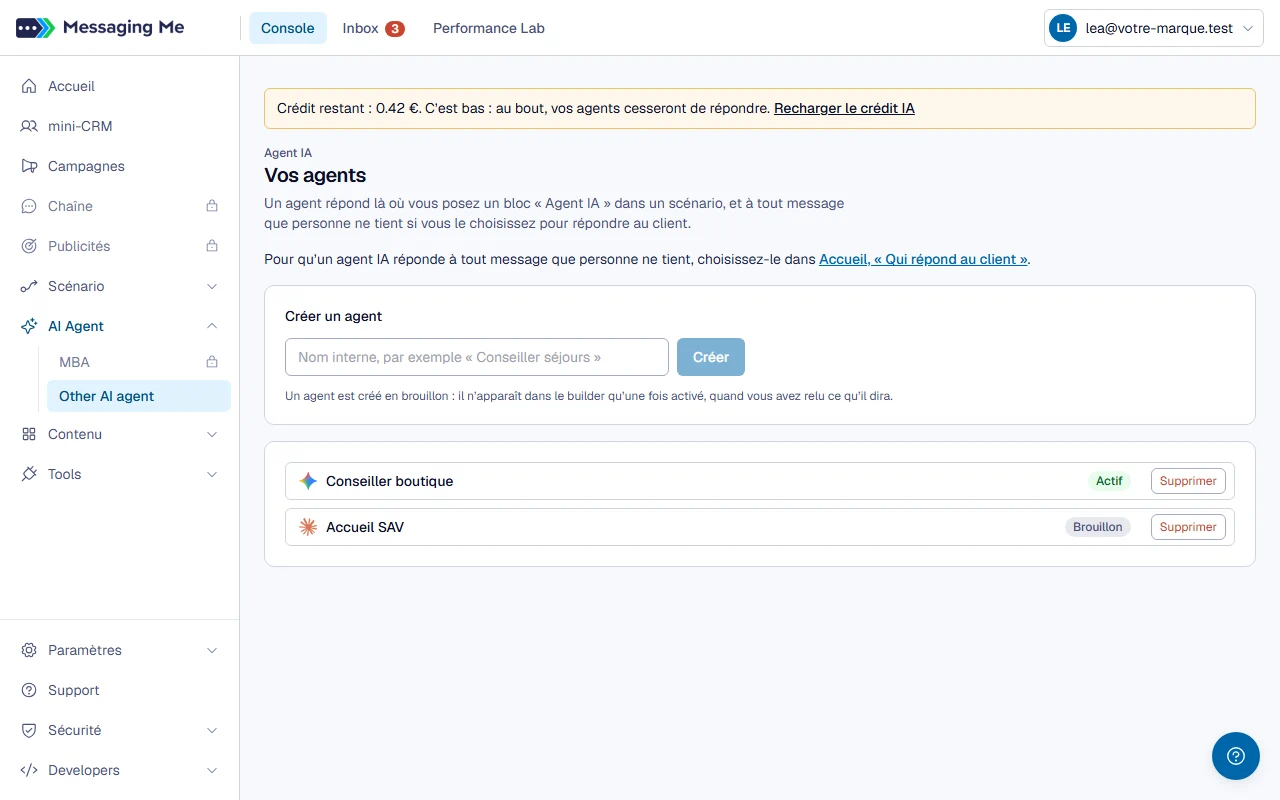 Messaging Me
Console
Inbox 3
Performance Lab
LE lea@votre-marque.test
Accueil
mini-CRM
Campagnes
Chaîne
Publicités
Scénario
AI Agent
MBA
Other AI agent
Contenu
Tools
Paramètres
Support
Sécurité
Developers
Crédit restant : 0.42 €. C'est bas : au bout, vos agents cesseront de répondre. Recharger le crédit IA
Agent IA
Vos agents
Un agent répond là où vous posez un bloc « Agent IA » dans un scénario, et à tout message
que personne ne tient si vous le choisissez pour répondre au client.
Pour qu'un agent IA réponde à tout message que personne ne tient, choisissez-le dans Accueil, « Qui répond au client ».
Créer un agent
Nom interne, par exemple « Conseiller séjours »
Créer
Un agent est créé en brouillon : il n'apparaît dans le builder qu'une fois activé, quand vous avez relu ce qu'il dira.
Conseiller boutique
Actif
Supprimer
Accueil SAV
Brouillon
Supprimer